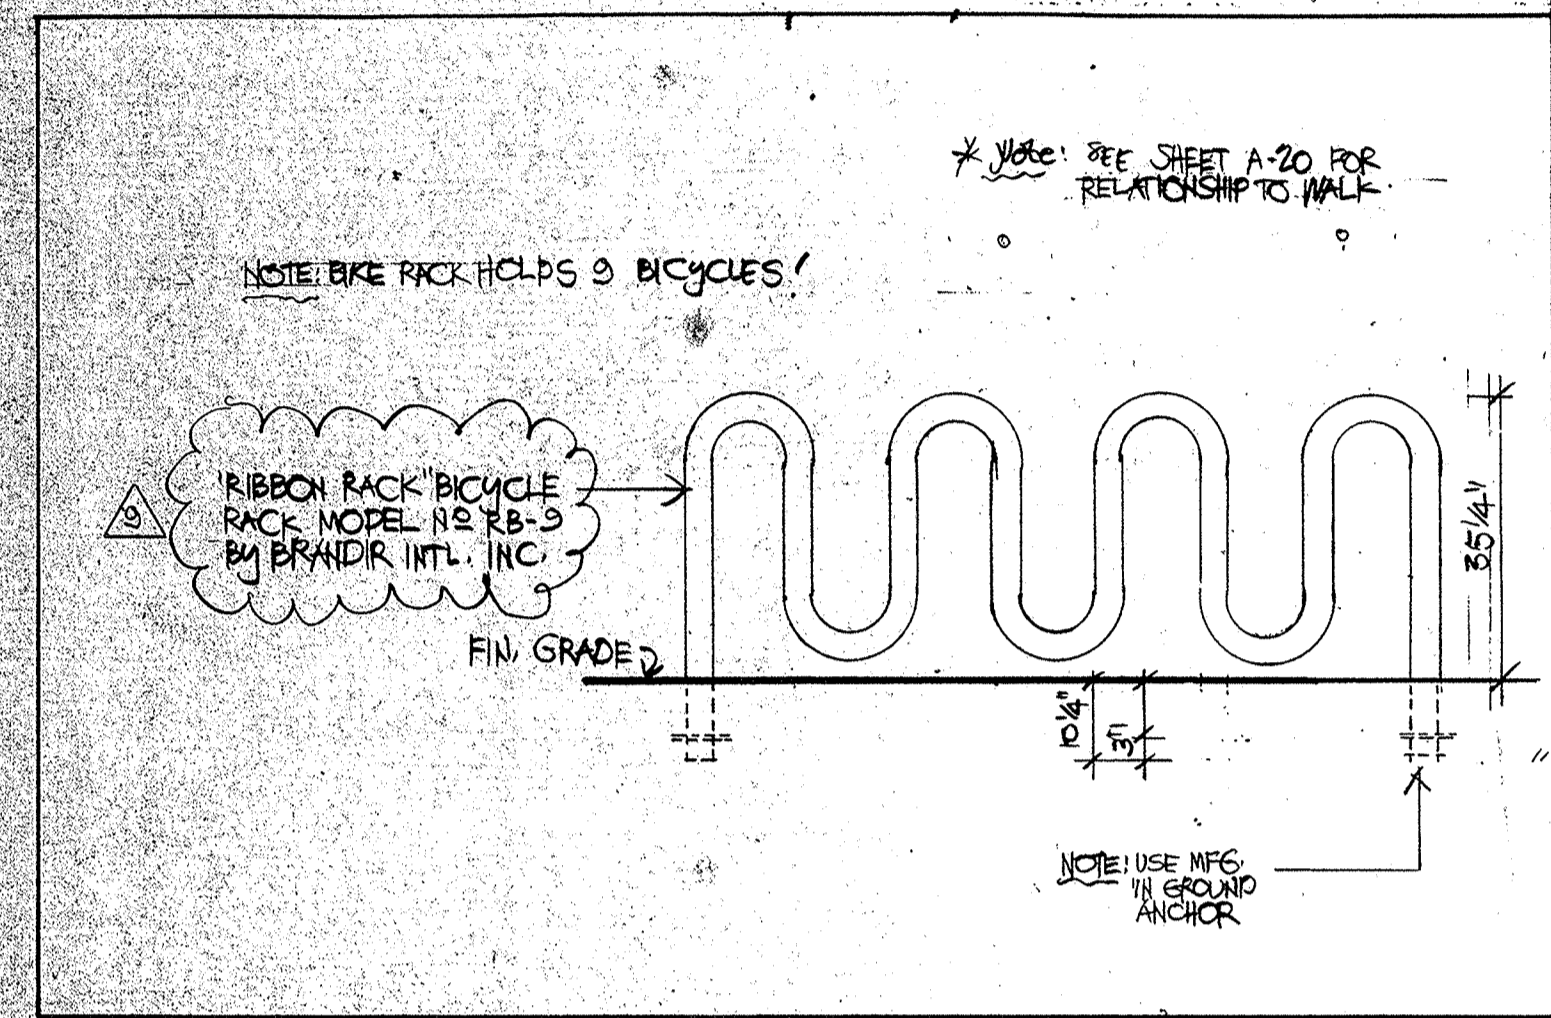 * Note: SEE SHEET A-20 FOR
RELATIONSHIP TO WALK.
NOTE: BIKE RACK HOLDS 9 BICYCLES!
'RIBBON RACK" BICYCLE
RACK MODEL Nº RB-9
BY BRANDIR INTL. INC.
9
FIN. GRADE
35 1/4"
10 1/4"
3"
NOTE: USE MFG.
IN GROUND
ANCHOR